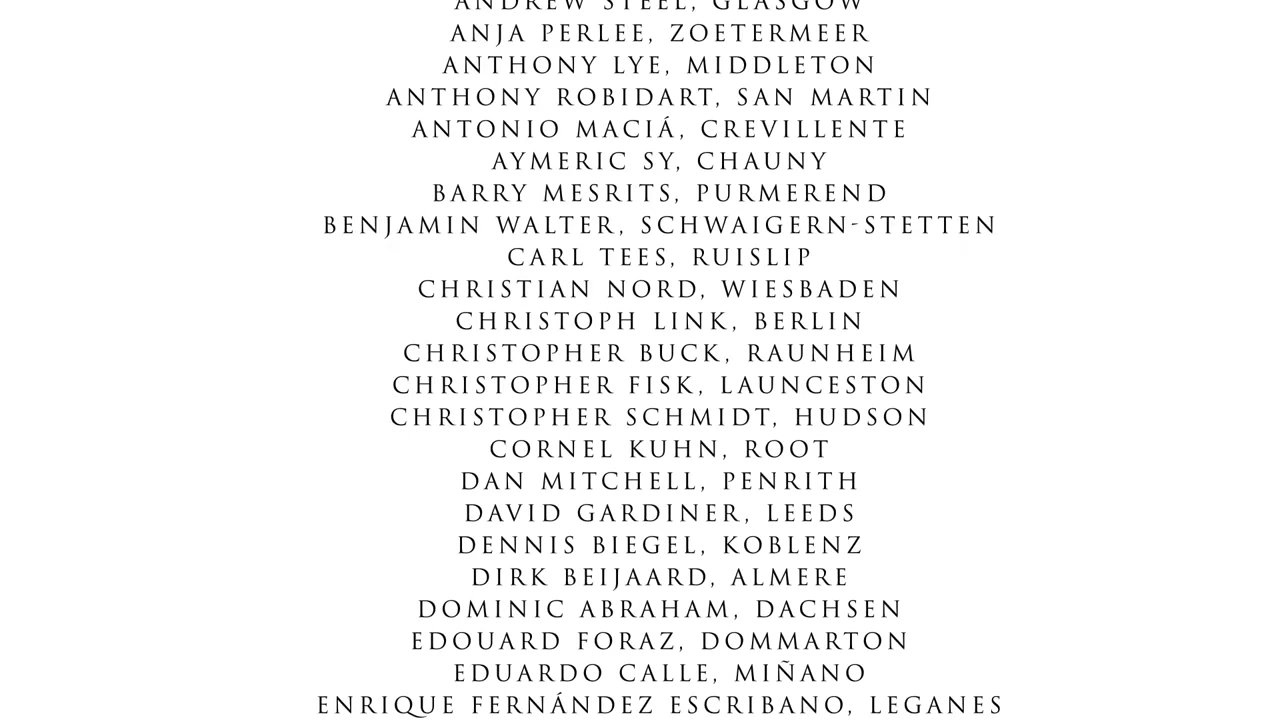 ANDREW STEEL, GLASGOW
ANJA PERLEE, ZOETERMEER
ANTHONY LYE, MIDDLETON
ANTHONY ROBIDART, SAN MARTIN
ANTONIO MACIÁ, CREVILLENTE
AYMERIC SY, CHAUNY
BARRY MESRITS, PURMEREND
BENJAMIN WALTER, SCHWAIGERN-STETTEN
CARL TEES, RUISLIP
CHRISTIAN NORD, WIESBADEN
CHRISTOPH LINK, BERLIN
CHRISTOPHER BUCK, RAUNHEIM
CHRISTOPHER FISK, LAUNCESTON
CHRISTOPHER SCHMIDT, HUDSON
CORNEL KUHN, ROOT
DAN MITCHELL, PENRITH
DAVID GARDINER, LEEDS
DENNIS BIEGEL, KOBLENZ
DIRK BEIJAARD, ALMERE
DOMINIC ABRAHAM, DACHSEN
EDOUARD FORAZ, DOMMARTON
EDUARDO CALLE, MIÑANO
ENRIQUE FERNÁNDEZ ESCRIBANO, LEGANES